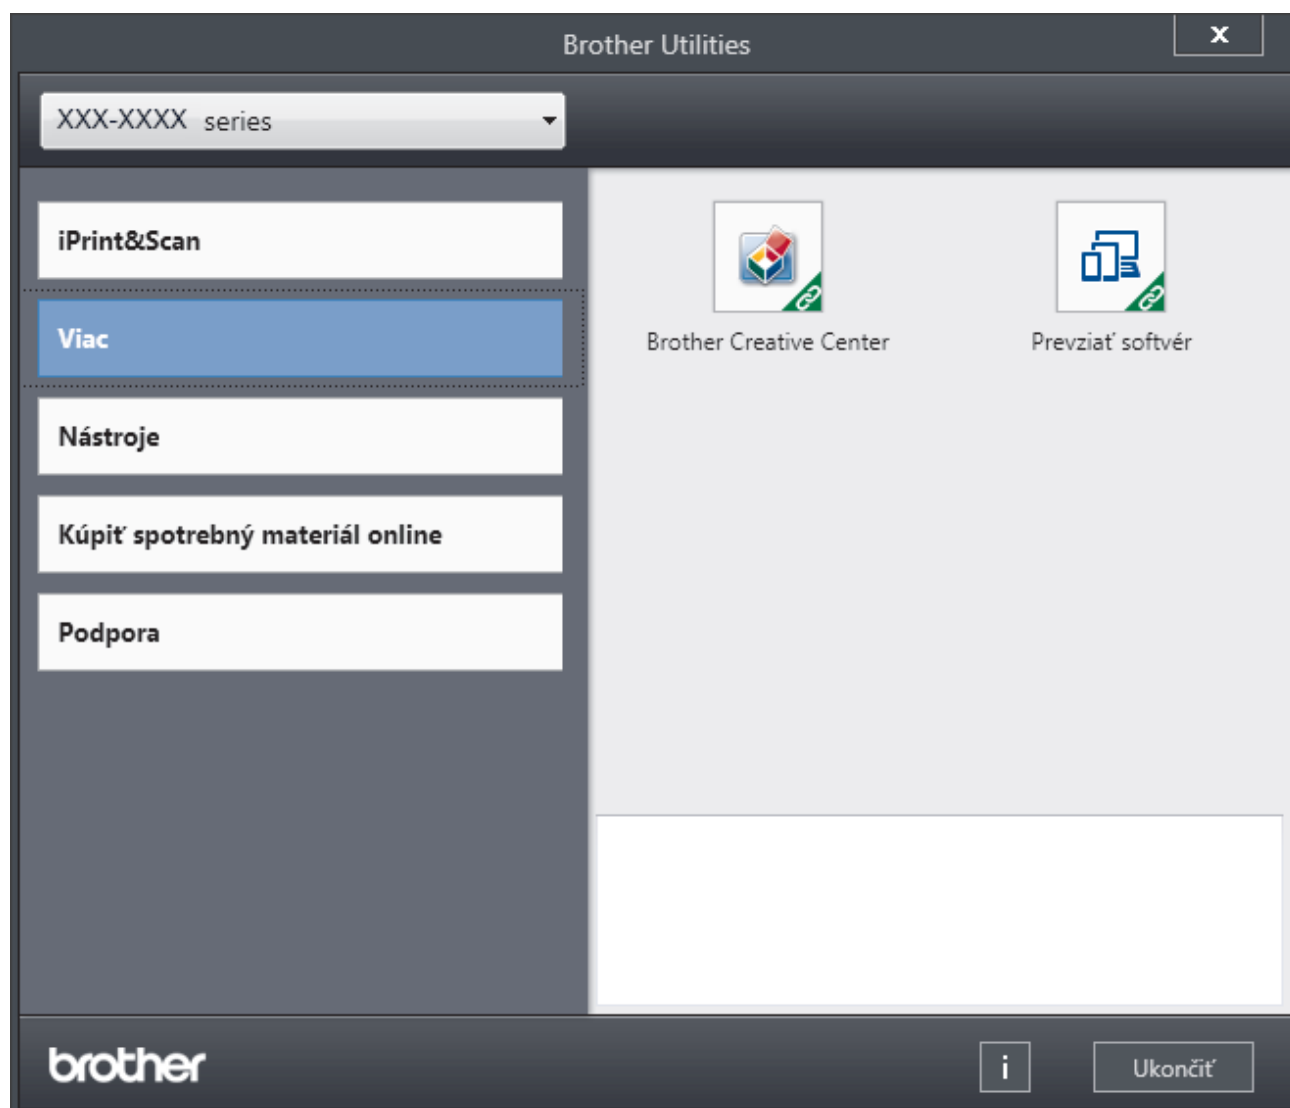 Brother Utilities
x
XXX-XXXX series
iPrint&Scan
Viac
Nástroje
Kúpiť spotrebný materiál online
Podpora
Brother Creative Center
Prevziať softvér
brother
i
Ukončiť